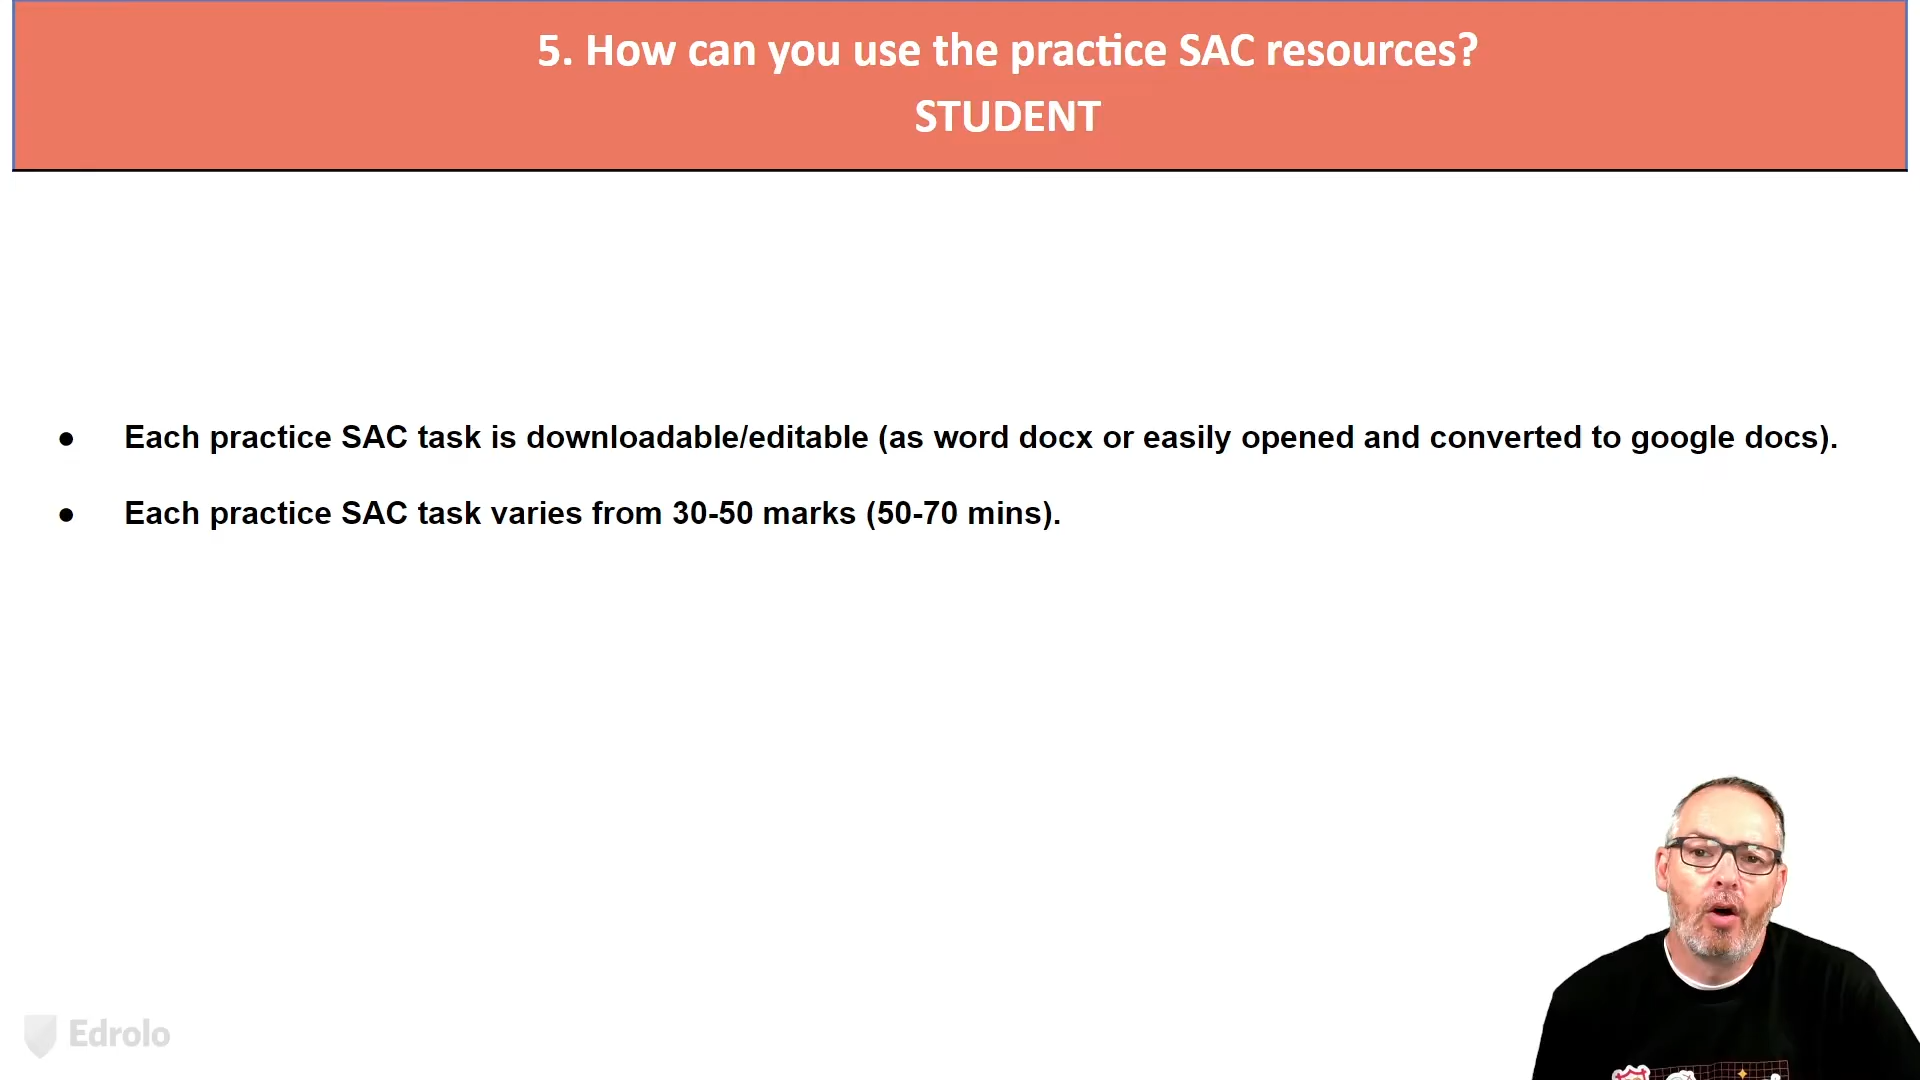 5. How can you use the practice SAC resources?
STUDENT
● Each practice SAC task is downloadable/editable (as word docx or easily opened and converted to google docs).
● Each practice SAC task varies from 30-50 marks (50-70 mins).
Edrolo